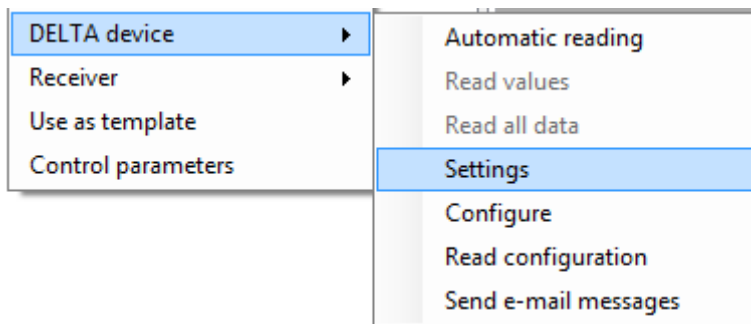 DELTA device
Receiver
Use as template
Control parameters
Automatic reading
Read values
Read all data
Settings
Configure
Read configuration
Send e-mail messages